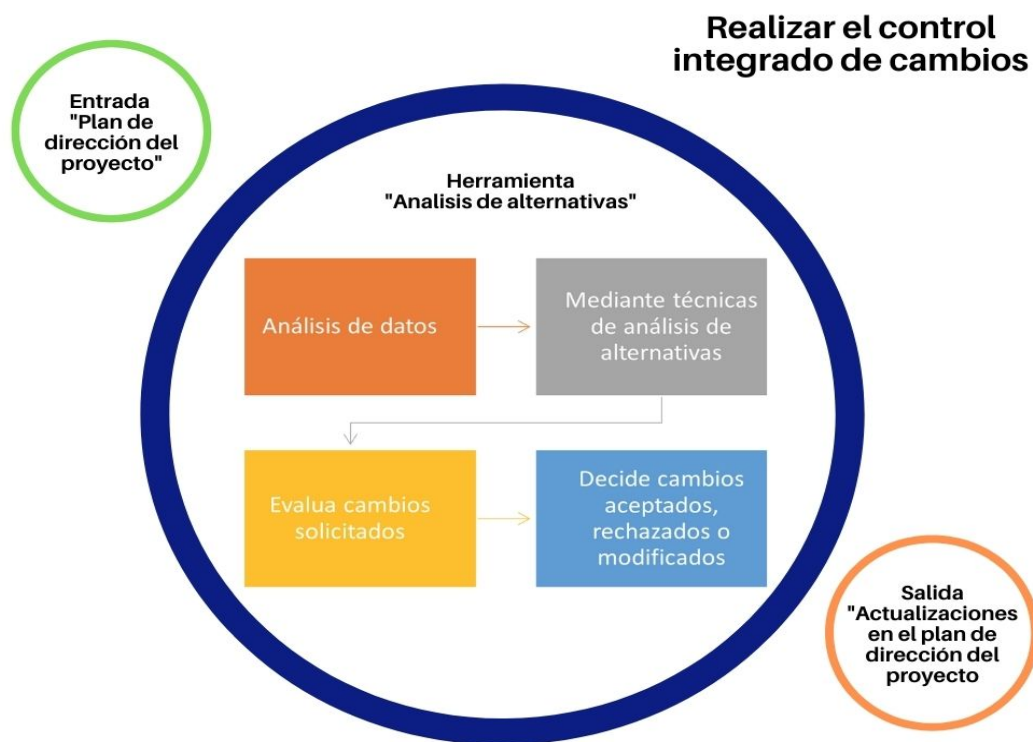 Realizar el control
integrado de cambios
Entrada
"Plan de
dirección del
proyecto"
Herramienta
"Analisis de alternativas"
Análisis de datos
Mediante técnicas
de análisis de
alternativas
Evalua cambios
solicitados
Decide cambios
aceptados,
rechazados o
modificados
Salida
"Actualizaciones
en el plan de
dirección del
proyecto